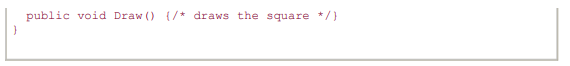 public void Draw() {/* draws the square */}
}